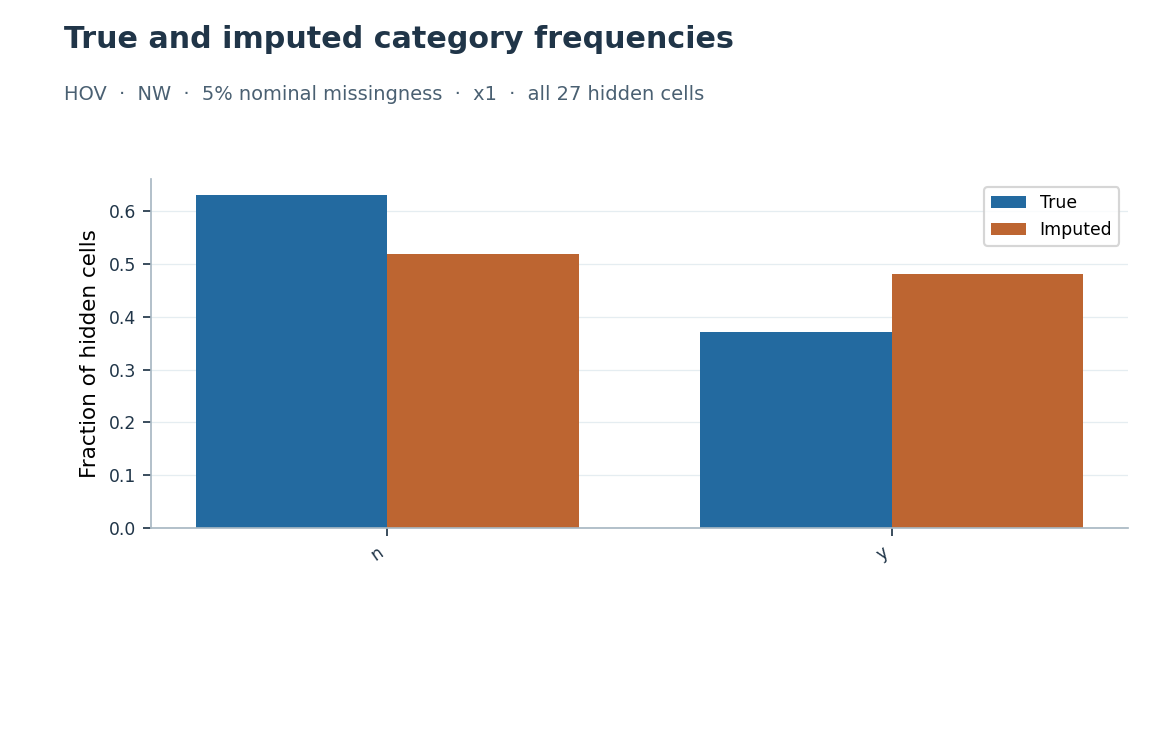 True and imputed category frequencies
HOV · NW · 5% nominal missingness · x1 · all 27 hidden cells
True
Imputed
Fraction of hidden cells
0.6
0.5
0.4
0.3
0.2
0.1
0.0
n
y